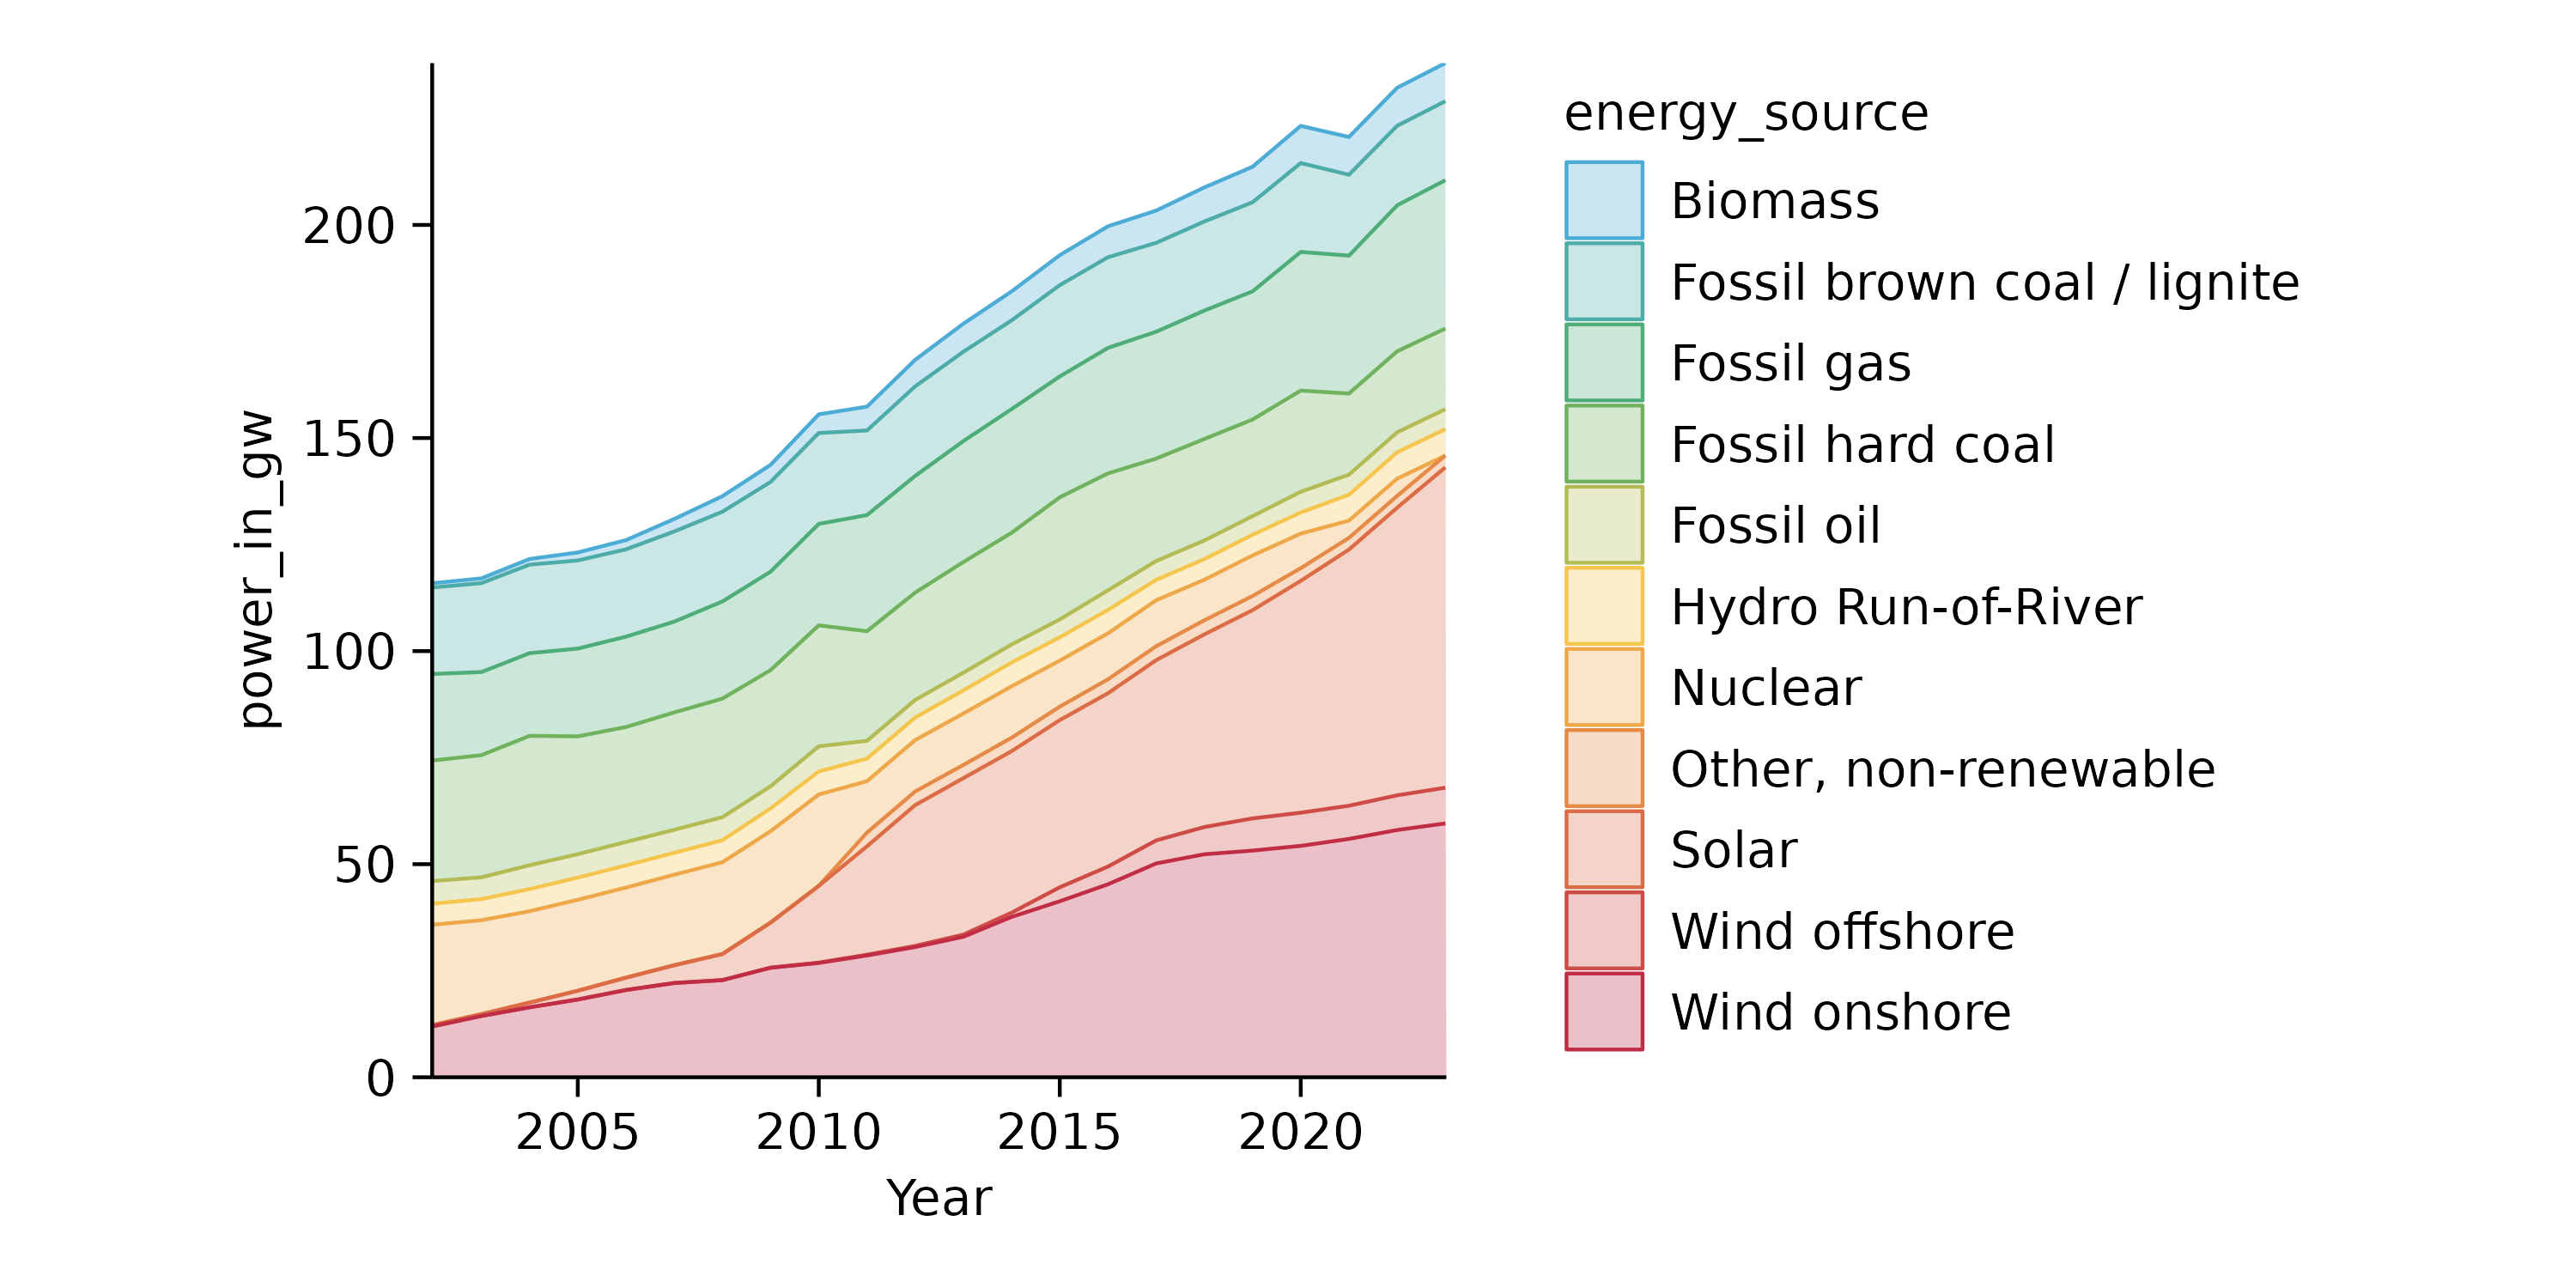 power_in_gw
200
150
100
50
0
2005 2010 2015 2020
Year
energy_source
Biomass
Fossil brown coal / lignite
Fossil gas
Fossil hard coal
Fossil oil
Hydro Run-of-River
Nuclear
Other, non-renewable
Solar
Wind offshore
Wind onshore